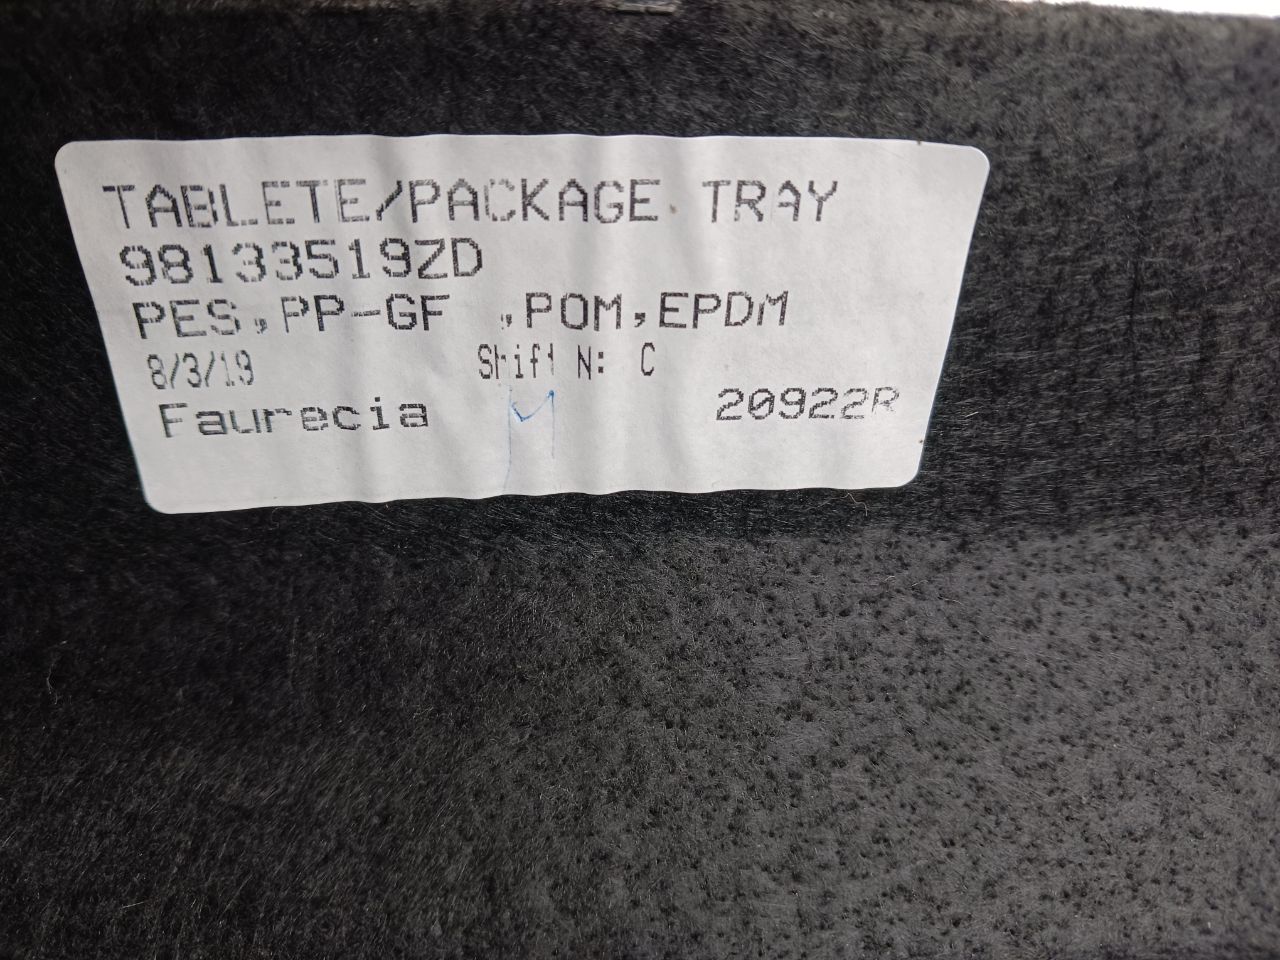 TABLETE/PACKAGE TRAY
98133519ZD
PES,PP-GF ,POM,EPDM
8/3/19 Shift N: C
Faurecia M 20922R